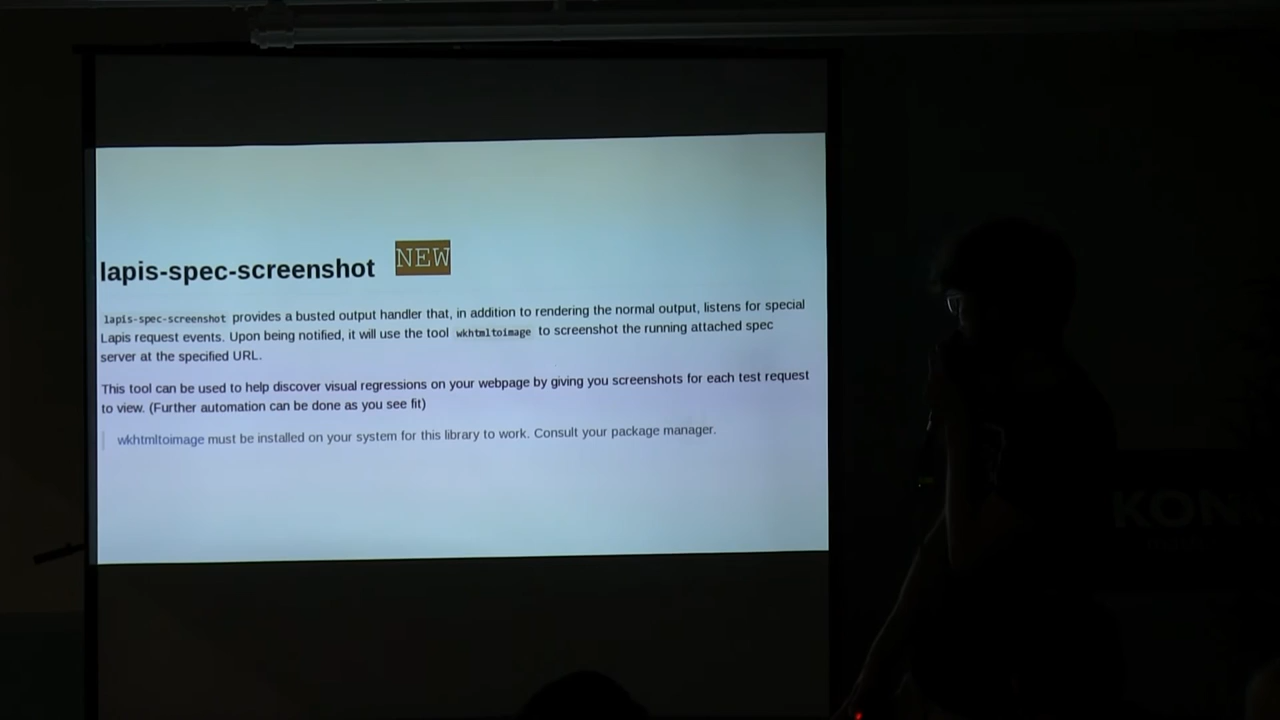 lapis-spec-screenshot NEW
lapis-spec-screenshot provides a busted output handler that, in addition to rendering the normal output, listens for special
Lapis request events. Upon being notified, it will use the tool wkhtmltoimage to screenshot the running attached spec
server at the specified URL.
This tool can be used to help discover visual regressions on your webpage by giving you screenshots for each test request
to view. (Further automation can be done as you see fit)
wkhtmltoimage must be installed on your system for this library to work. Consult your package manager.
KON